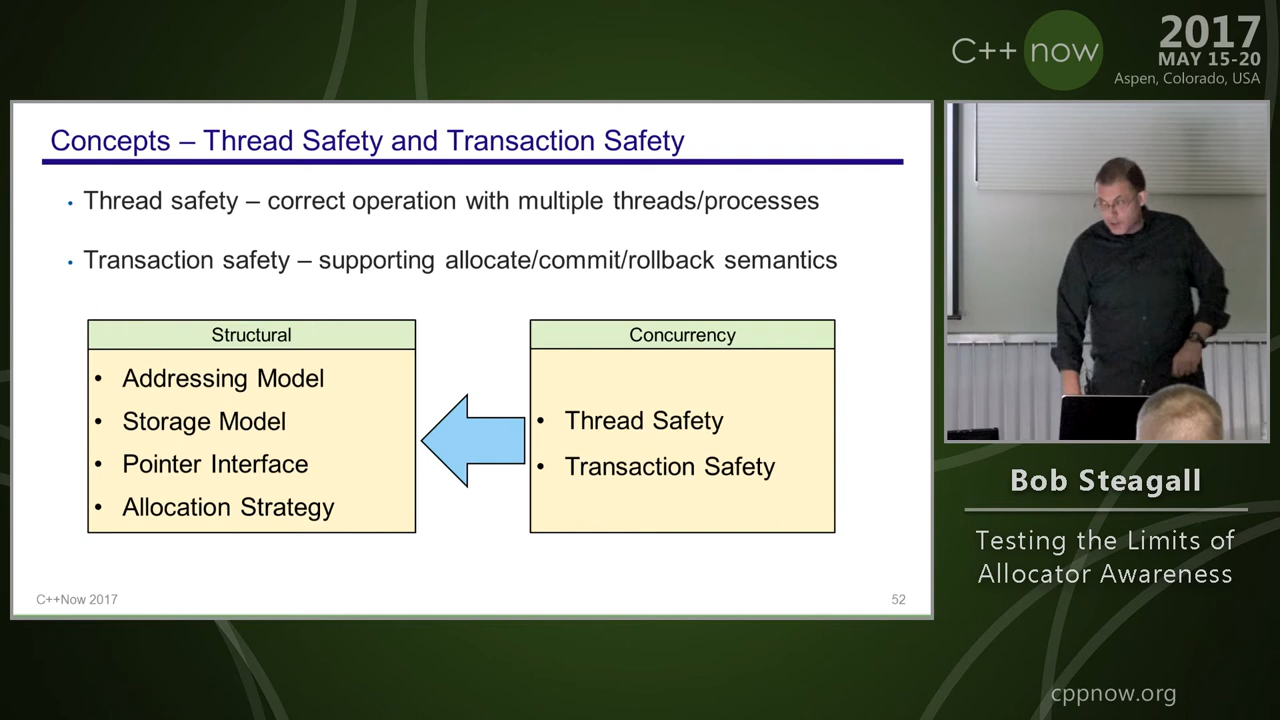 C++ now
2017
MAY 15-20
Aspen, Colorado, USA
Concepts – Thread Safety and Transaction Safety
• Thread safety – correct operation with multiple threads/processes
• Transaction safety – supporting allocate/commit/rollback semantics
Structural
• Addressing Model
• Storage Model
• Pointer Interface
• Allocation Strategy
Concurrency
• Thread Safety
• Transaction Safety
C++Now 2017
52
Bob Steagall
Testing the Limits of
Allocator Awareness
cppnow.org